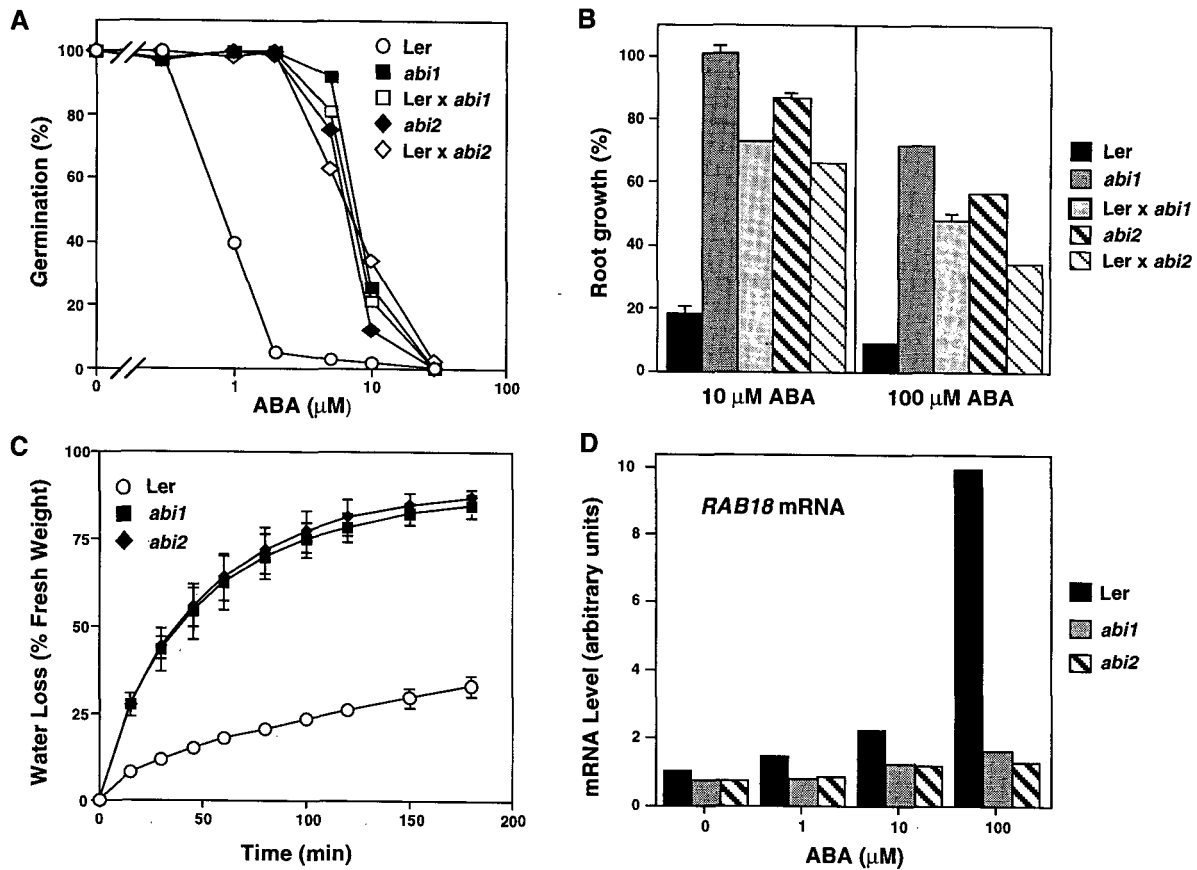 A
Germination (%)
100
80
60
40
20
0
0
1
10
100
ABA (μM)
Ler
abi1
Ler x abi1
abi2
Ler x abi2
B
Root growth (%)
100
80
60
40
20
0
10 μM ABA
100 μM ABA
Ler
abi1
Ler x abi1
abi2
Ler x abi2
C
Water Loss (% Fresh Weight)
100
75
50
25
0
0
50
100
150
200
Time (min)
Ler
abi1
abi2
D
RAB18 mRNA
mRNA Level (arbitrary units)
10
8
6
4
2
0
0
1
10
100
ABA (μM)
Ler
abi1
abi2